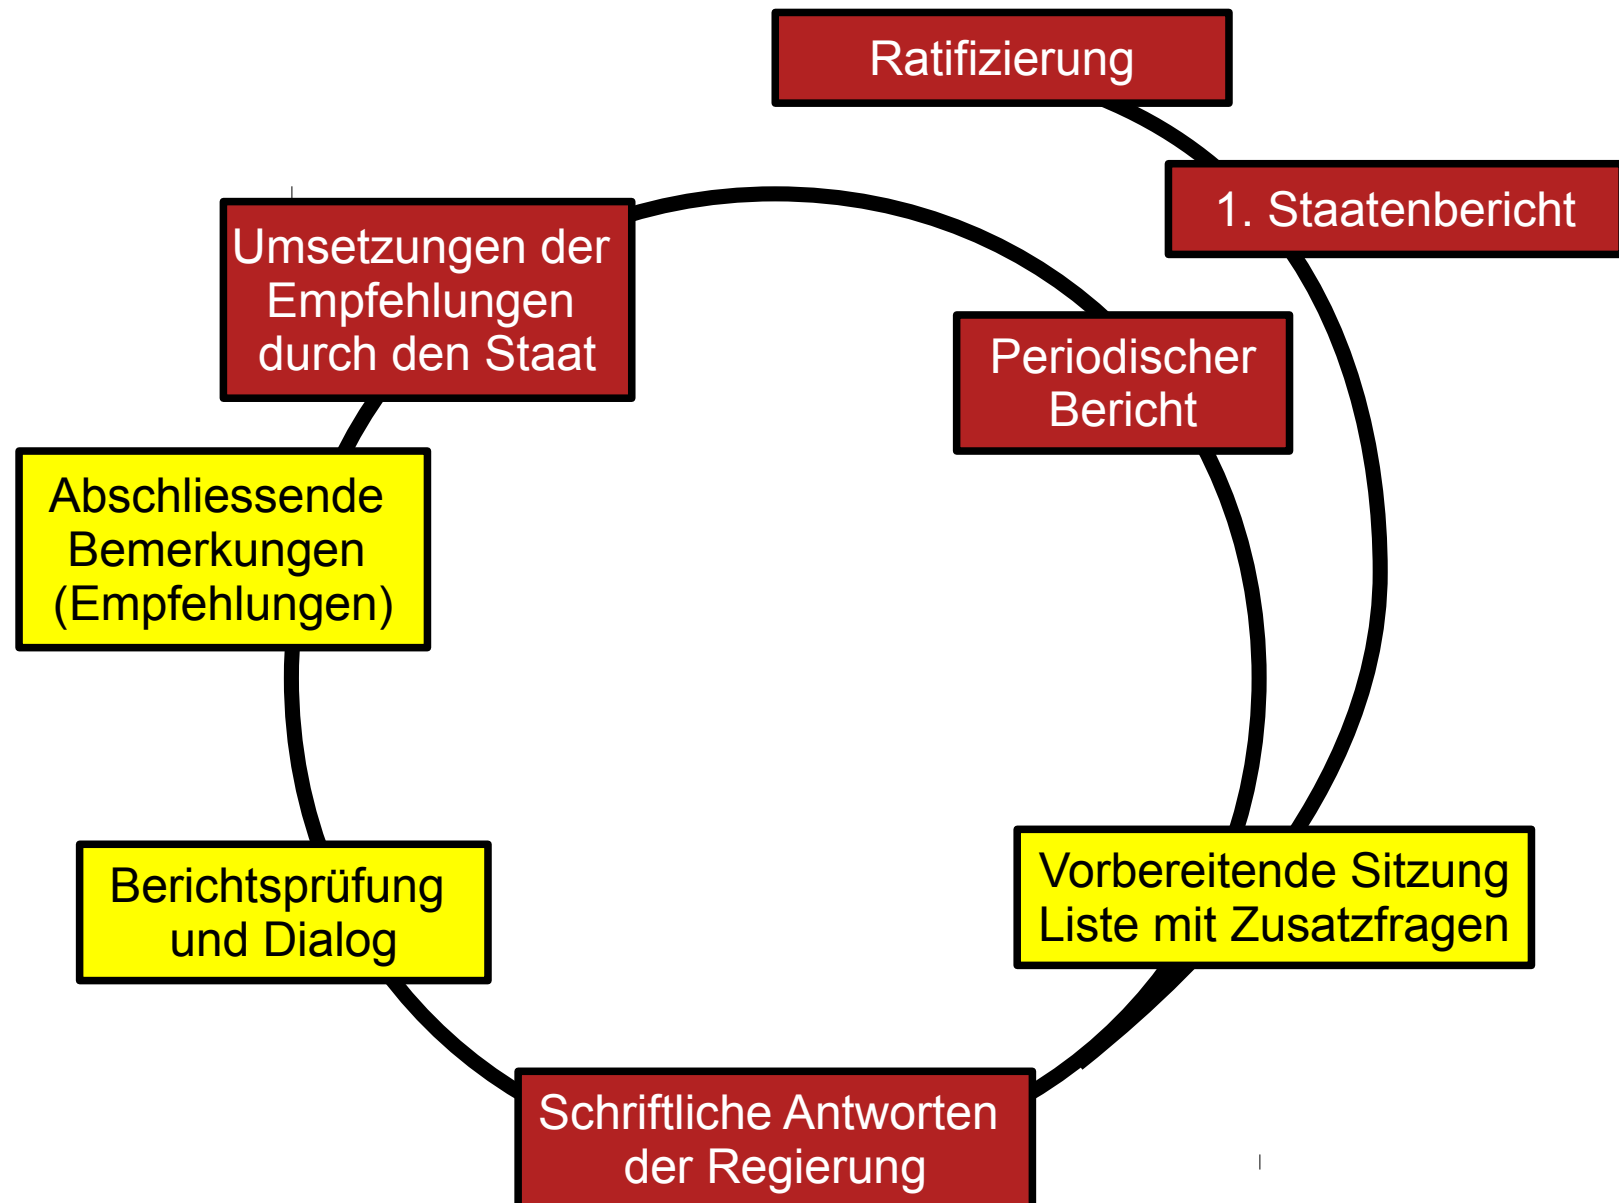 Ratifizierung
1. Staatenbericht
Umsetzungen der
Empfehlungen
durch den Staat
Periodischer
Bericht
Abschliessende
Bemerkungen
(Empfehlungen)
Vorbereitende Sitzung
Liste mit Zusatzfragen
Berichtsprüfung
und Dialog
Schriftliche Antworten
der Regierung